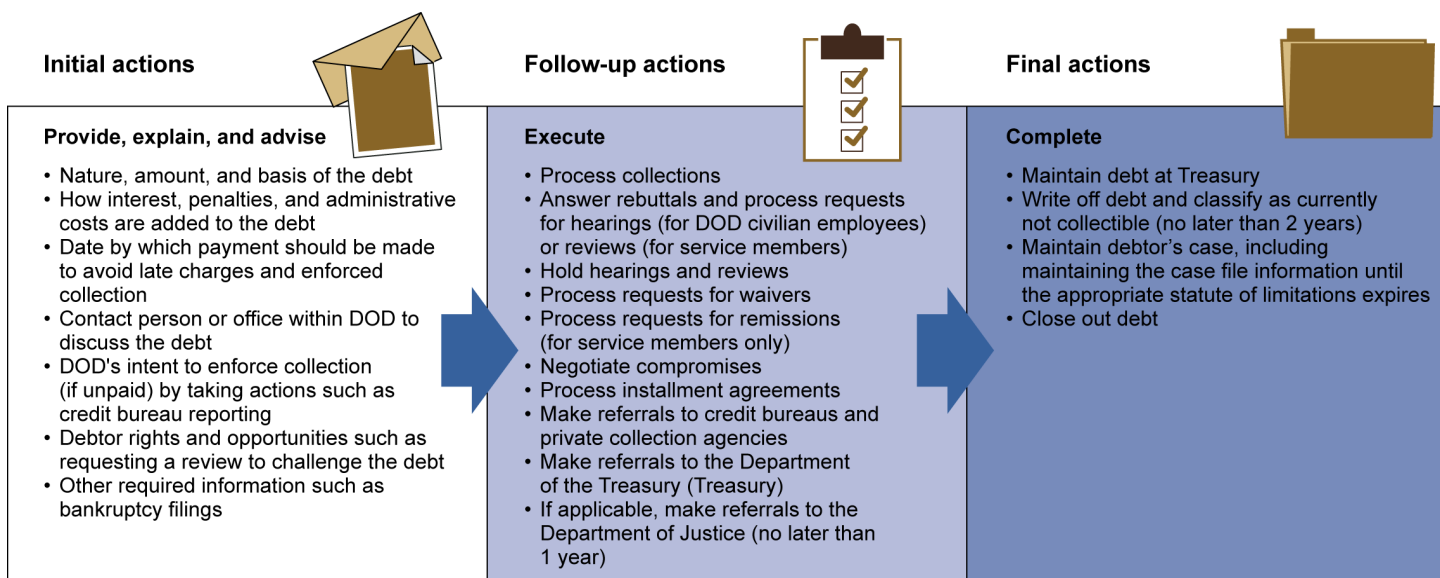 Initial actions
Provide, explain, and advise
• Nature, amount, and basis of the debt
• How interest, penalties, and administrative
costs are added to the debt
• Date by which payment should be made
to avoid late charges and enforced
collection
• Contact person or office within DOD to
discuss the debt
• DOD's intent to enforce collection
(if unpaid) by taking actions such as
credit bureau reporting
• Debtor rights and opportunities such as
requesting a review to challenge the debt
• Other required information such as
bankruptcy filings
Follow-up actions
Execute
• Process collections
• Answer rebuttals and process requests
for hearings (for DOD civilian employees)
or reviews (for service members)
• Hold hearings and reviews
• Process requests for waivers
• Process requests for remissions
(for service members only)
• Negotiate compromises
• Process installment agreements
• Make referrals to credit bureaus and
private collection agencies
• Make referrals to the Department
of the Treasury (Treasury)
• If applicable, make referrals to the
Department of Justice (no later than
1 year)
Final actions
Complete
• Maintain debt at Treasury
• Write off debt and classify as currently
not collectible (no later than 2 years)
• Maintain debtor’s case, including
maintaining the case file information until
the appropriate statute of limitations expires
• Close out debt